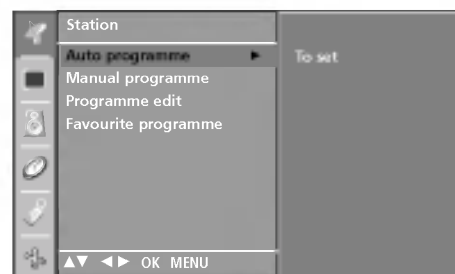 Station
Auto programme ► To set
Manual programme
Programme edit
Favourite programme
▲▼ ◄► OK MENU